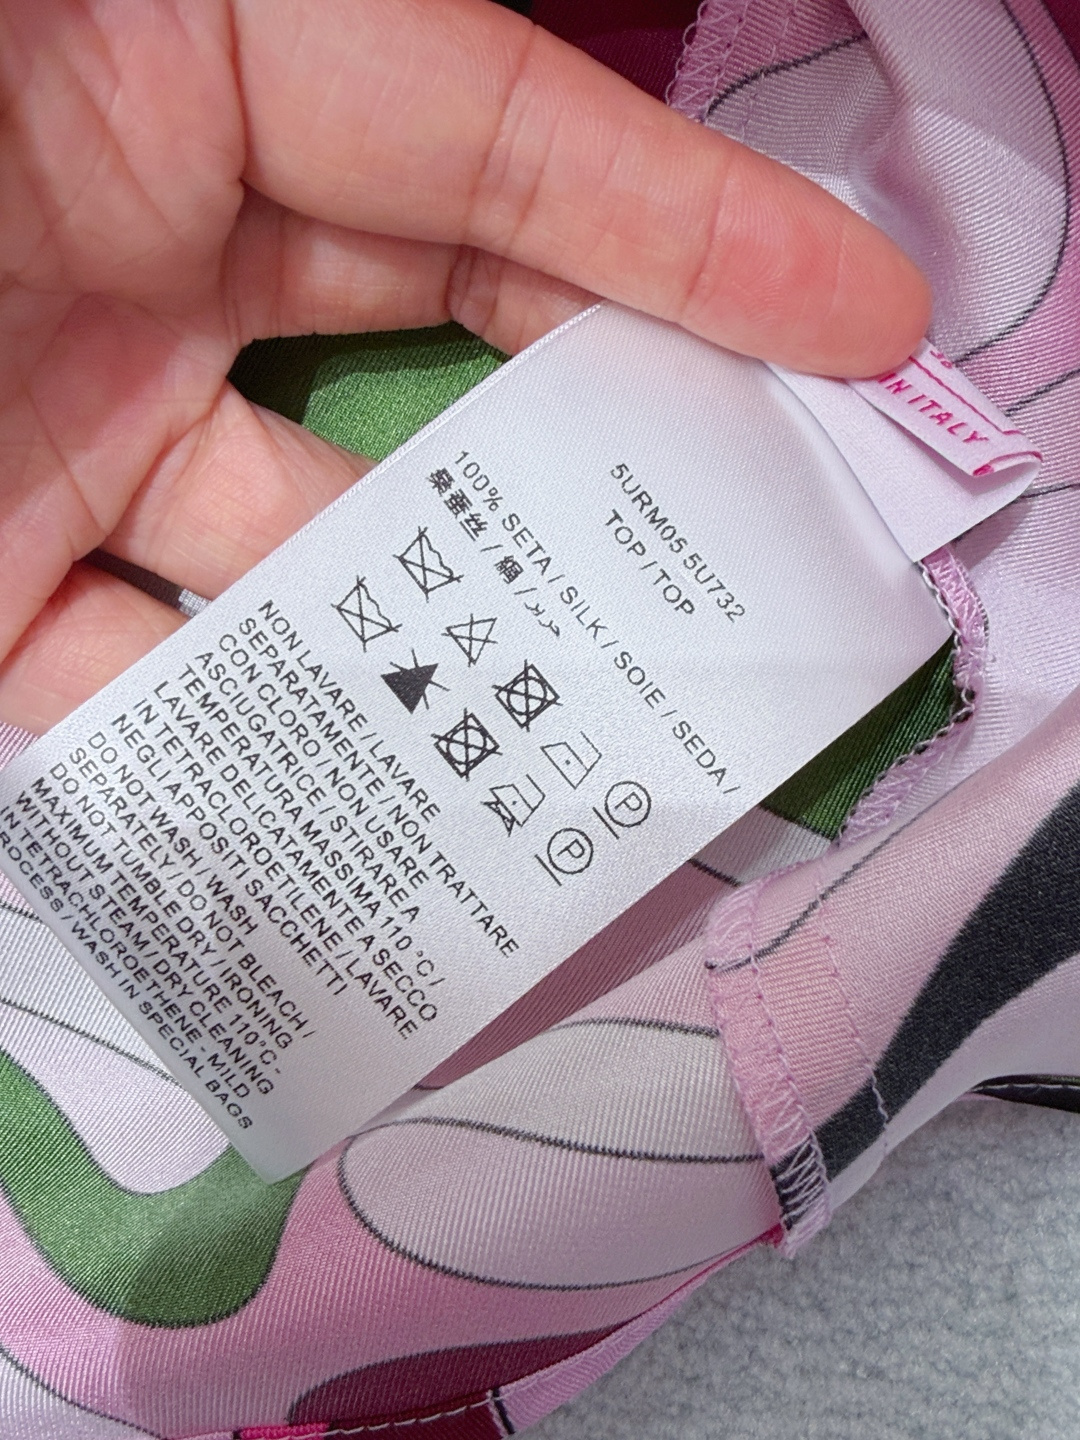 IN ITALY
5URM05 5U732
TOP / TOP
100% SETA / SILK / SOIE / SEDA /
桑蚕丝 / 絹 / حرير
P
P
NON LAVARE / LAVARE
SEPARATAMENTE / NON TRATTARE
CON CLORO / NON USARE
ASCIUGATRICE / STIRARE A
TEMPERATURA MASSIMA 110 °C /
LAVARE DELICATAMENTE A SECCO
IN TETRACLOROETILENE / LAVARE
NEGLI APPOSITI SACCHETTI
DO NOT WASH / WASH
SEPARATELY / DO NOT BLEACH /
DO NOT TUMBLE DRY / IRONING
MAXIMUM TEMPERATURE 110°C -
WITHOUT STEAM / DRY CLEANING
IN TETRACHLOROETHENE - MILD
ROCESS / WASH IN SPECIAL BAGS